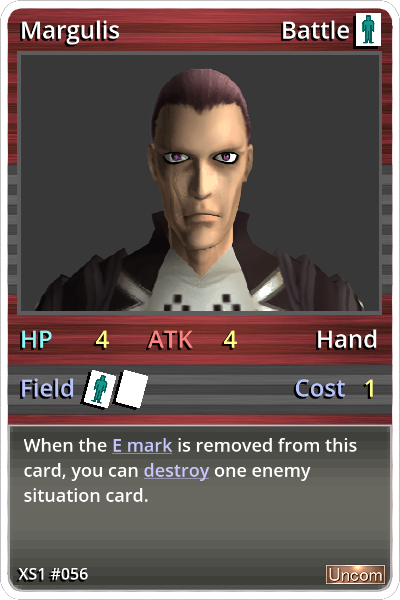 Margulis Battle
HP 4 ATK 4 Hand
Field Cost 1
When the E mark is removed from this
card, you can destroy one enemy
situation card.
XS1 #056 Uncom